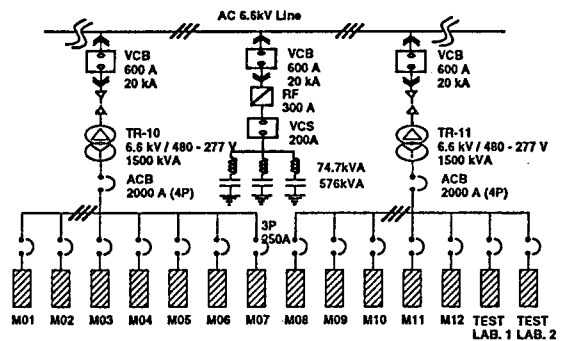 AC 6.6kV Line
VCB
600 A
20 kA
VCB
600 A
20 kA
RF
300 A
VCS
200A
VCB
600 A
20 kA
TR-10
6.6 kV / 480 - 277 V
1500 kVA
ACB
2000 A (4P)
74.7kVA
576kVA
TR-11
6.6 kV / 480 - 277 V
1500 kVA
ACB
2000 A (4P)
3P
250A
M01 M02 M03 M04 M05 M06 M07 M08 M09 M10 M11 M12 TEST LAB. 1 TEST LAB. 2